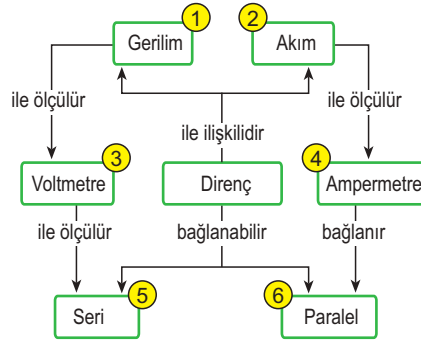 1 2
Gerilim Akım
ile ölçülür ile ölçülür
ile ilişkilidir
3 4
Voltmetre Direnç Ampermetre
ile ölçülür bağlanabilir bağlanır
5 6
Seri Paralel